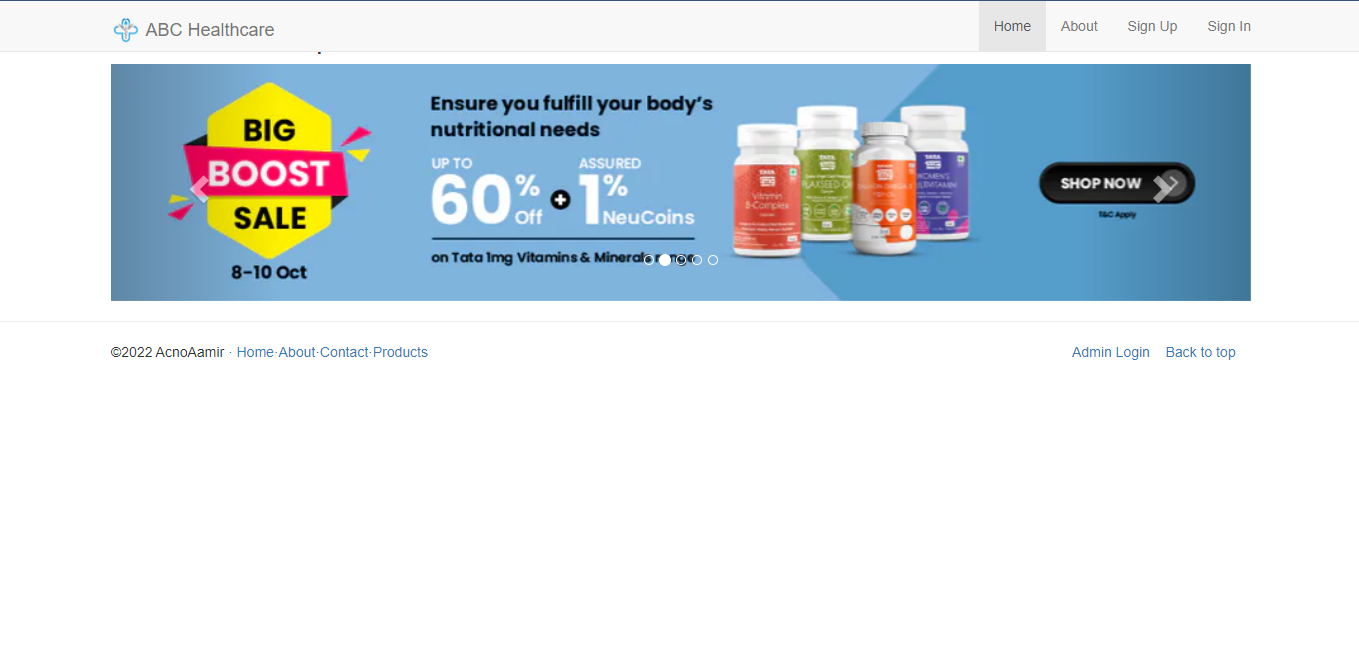 ABC Healthcare
Home
About
Sign Up
Sign In
BIG
BOOST
SALE
8-10 Oct
Ensure you fulfill your body's
nutritional needs
UP TO
60% Off
+
ASSURED
1% NeuCoins
on Tata 1mg Vitamins & Minerals
TATA
1mg
Vitamin
B-Complex
TATA
1mg
FLAXSEED OIL
TATA
1mg
TATA
1mg
WOMEN'S
MULTIVITAMIN
SHOP NOW
T&C Apply
©2022 AcnoAamir · Home·About·Contact·Products
Admin Login
Back to top